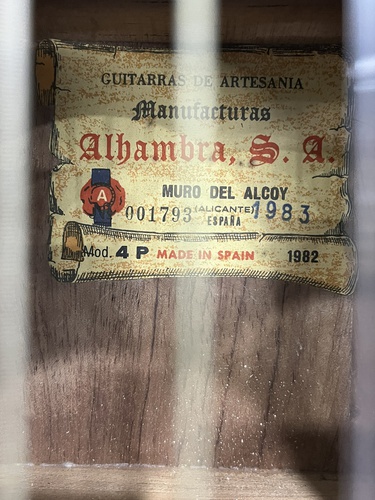 GUITARRAS DE ARTESANIA
Manufacturas
Alhambra, S. A.
A
MURO DEL ALCOY
001793 (ALICANTE) 1983
ESPAÑA
Mod. 4 P MADE IN SPAIN 1982